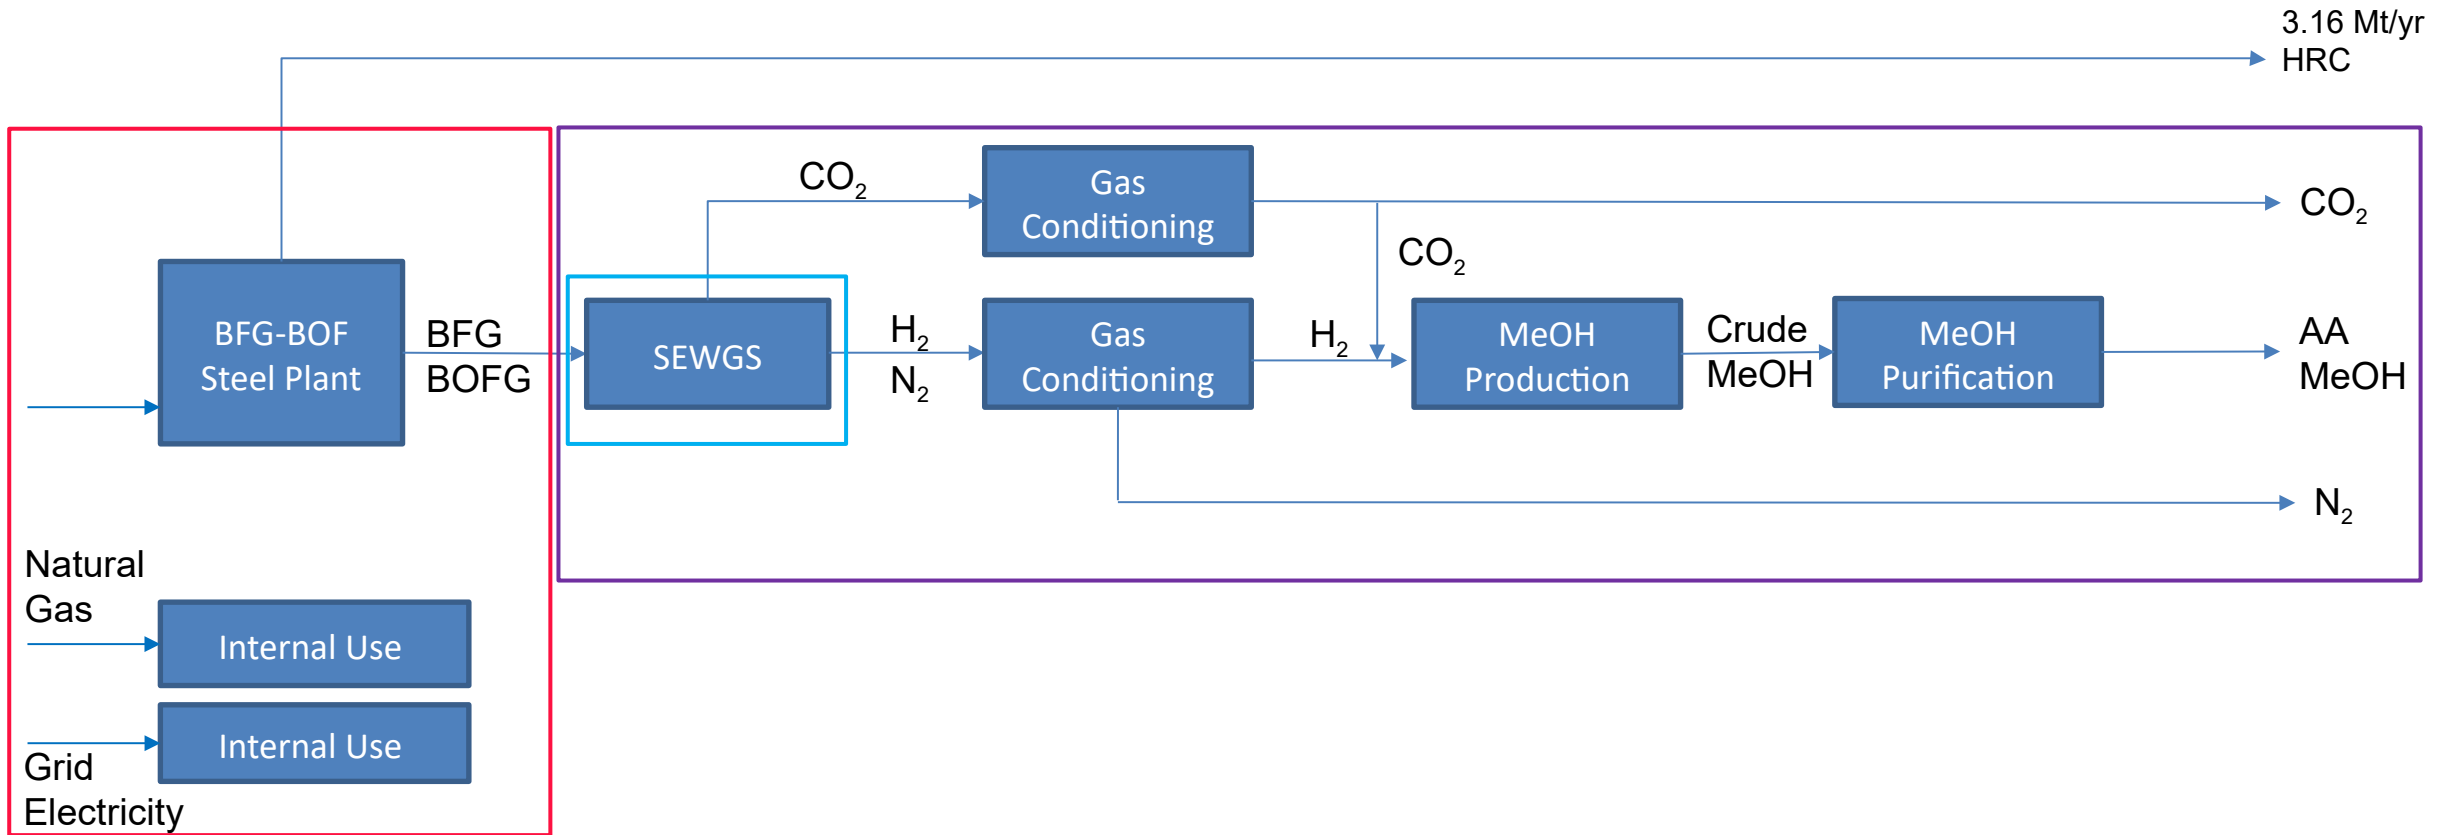 3.16 Mt/yr
HRC
CO₂
Gas
Conditioning
CO₂
CO₂
BFG-BOF
Steel Plant
BFG
BOFG
SEWGS
H₂
N₂
Gas
Conditioning
H₂
MeOH
Production
Crude
MeOH
MeOH
Purification
AA
MeOH
N₂
Natural
Gas
Internal Use
Internal Use
Grid
Electricity